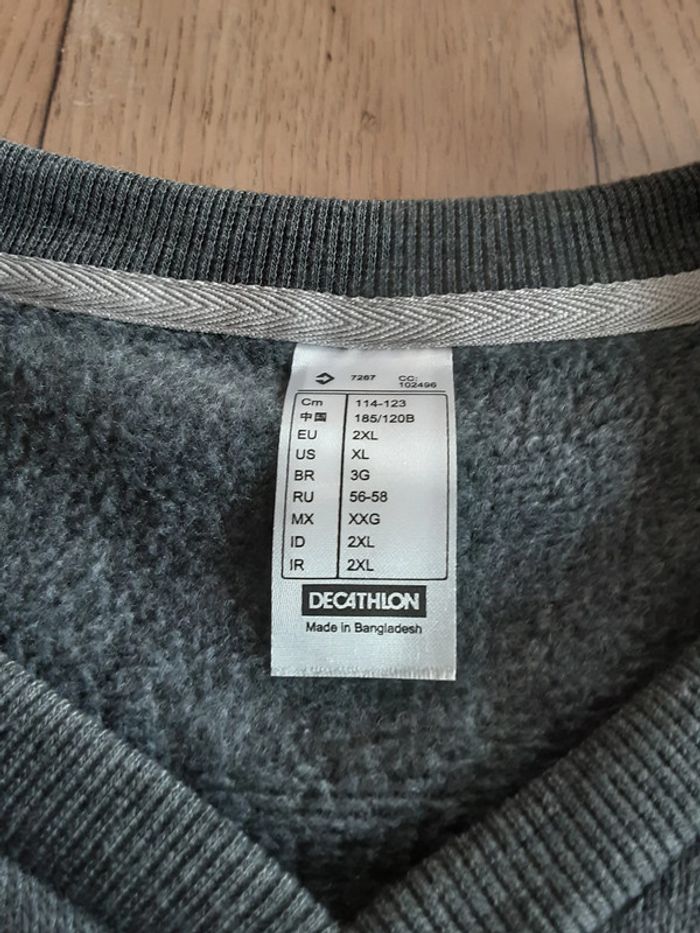 7267 CC:
102496
Cm 114-123
中国 185/120B
EU 2XL
US XL
BR 3G
RU 56-58
MX XXG
ID 2XL
IR 2XL
DECATHLON
Made in Bangladesh